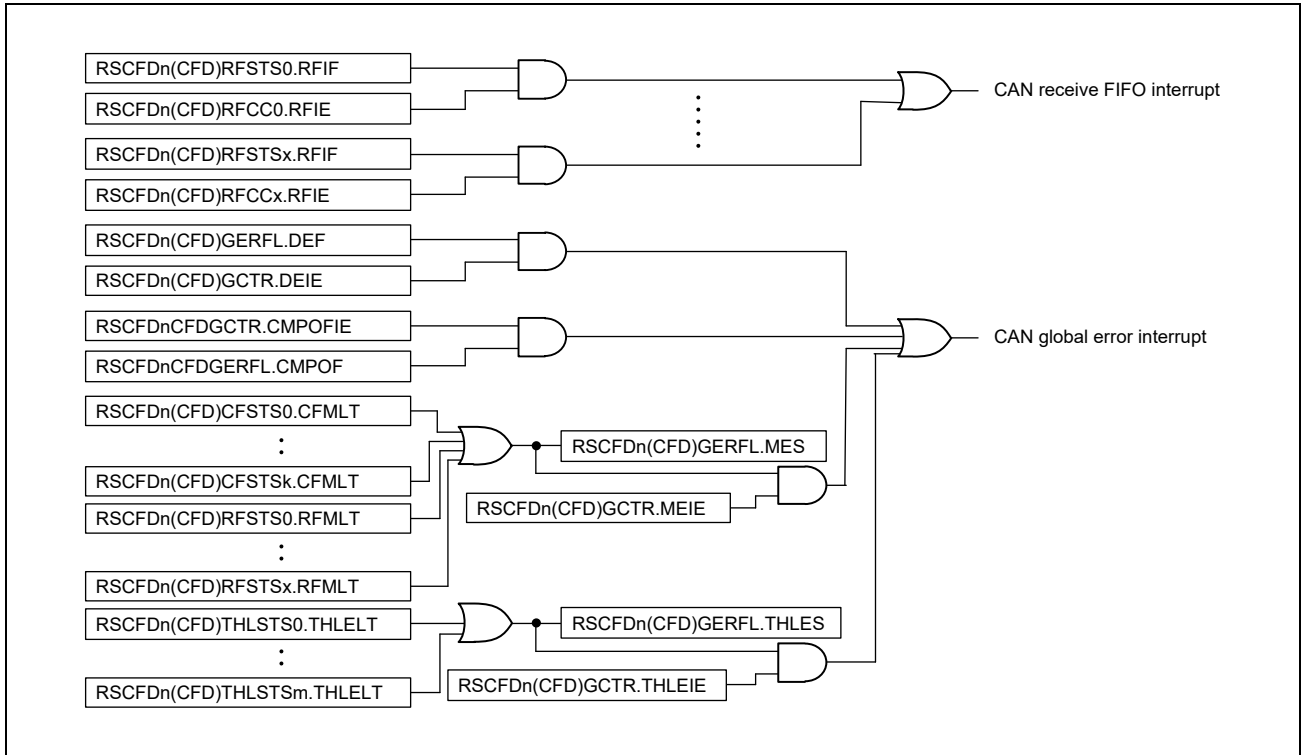 RSCFDn(CFD)RFSTS0.RFIF
RSCFDn(CFD)RFCC0.RFIE
CAN receive FIFO interrupt
RSCFDn(CFD)RFSTSx.RFIF
RSCFDn(CFD)RFCCx.RFIE
RSCFDn(CFD)GERFL.DEF
RSCFDn(CFD)GCTR.DEIE
RSCFDnCFDGCTR.CMPOFIE
CAN global error interrupt
RSCFDnCFDGERFL.CMPOF
RSCFDn(CFD)CFSTS0.CFMLT
RSCFDn(CFD)GERFL.MES
RSCFDn(CFD)CFSTSk.CFMLT
RSCFDn(CFD)GCTR.MEIE
RSCFDn(CFD)RFSTS0.RFMLT
RSCFDn(CFD)RFSTSx.RFMLT
RSCFDn(CFD)THLSTS0.THLELT
RSCFDn(CFD)GERFL.THLES
RSCFDn(CFD)GCTR.THLEIE
RSCFDn(CFD)THLSTSm.THLELT